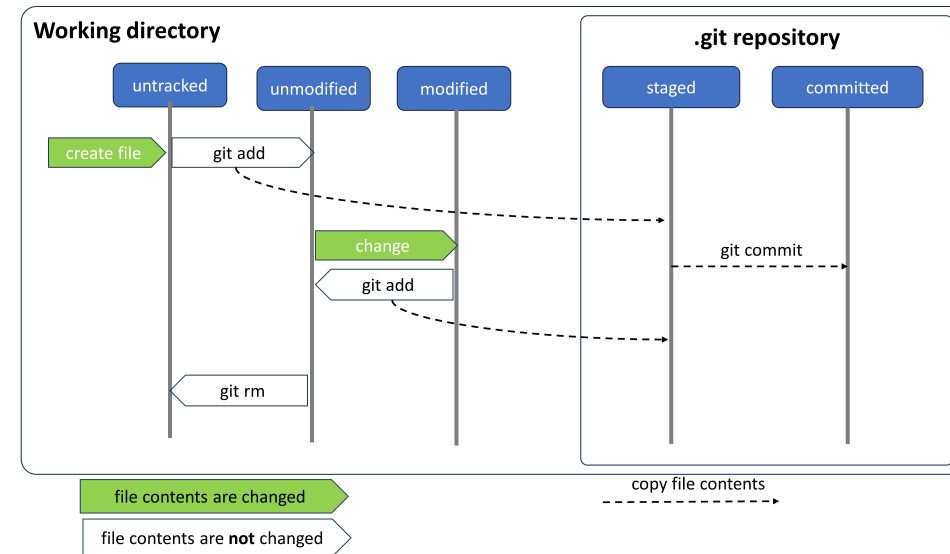 Working directory
.git repository
untracked
unmodified
modified
staged
committed
create file
git add
change
git commit
git add
git rm
file contents are changed
copy file contents
file contents are not changed